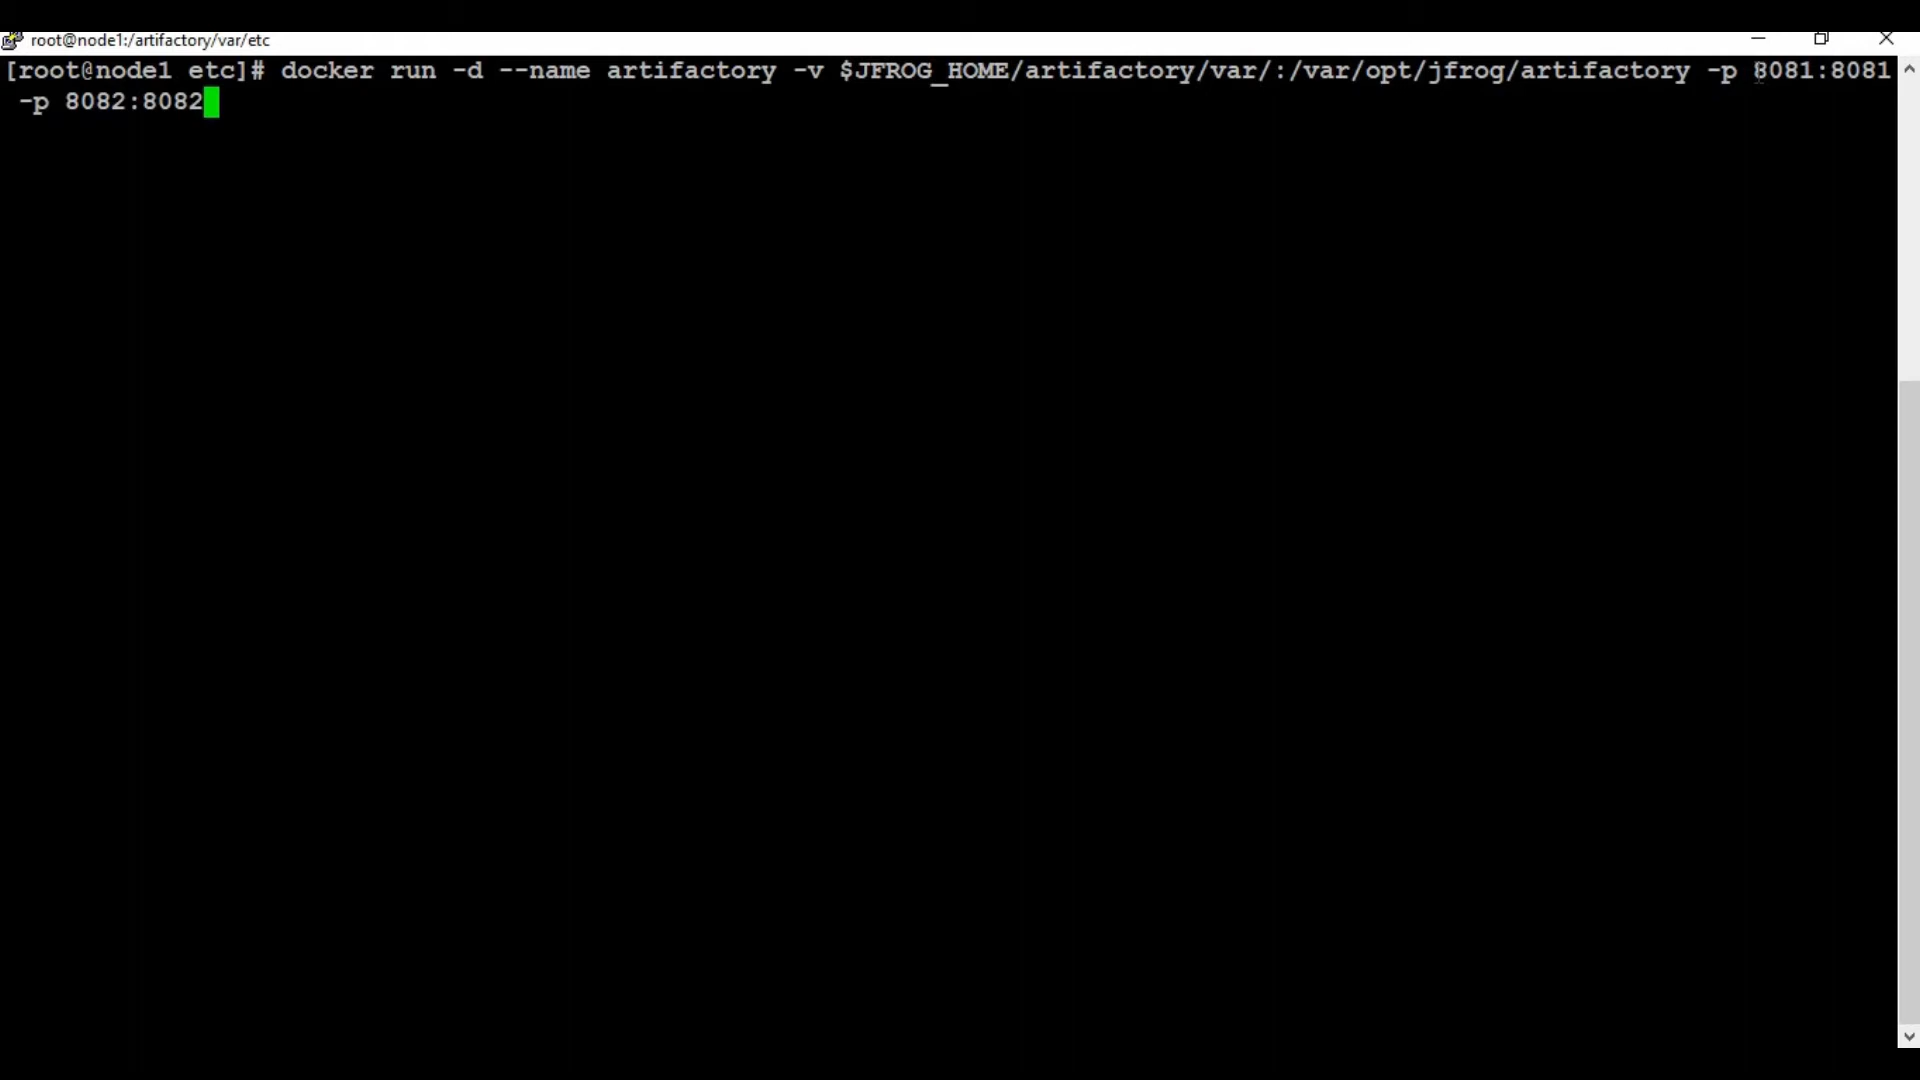 root@node1:/artifactory/var/etc
[root@node1 etc]# docker run -d --name artifactory -v $JFROG_HOME/artifactory/var/:/var/opt/jfrog/artifactory -p 8081:8081
-p 8082:8082